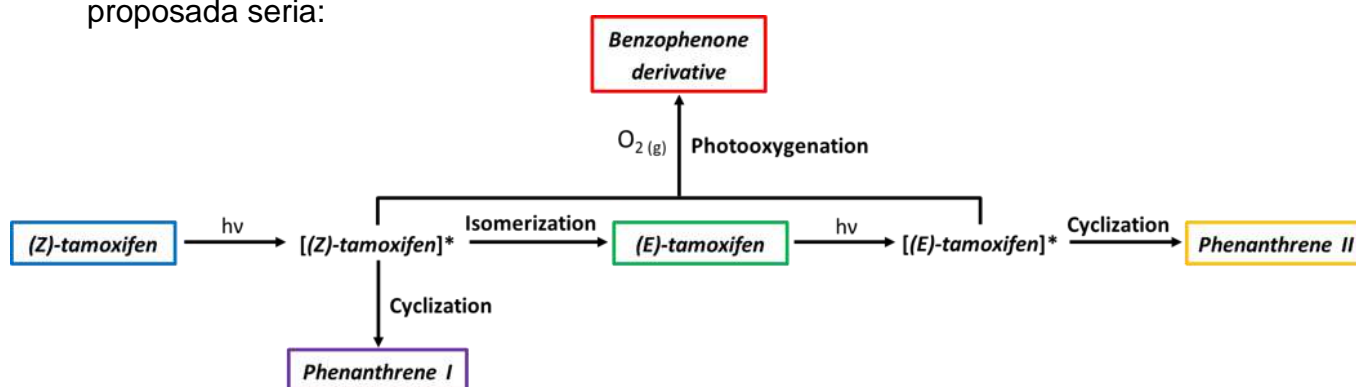 proposada seria:
Benzophenone
derivative
O2 (g) Photooxygenation
(Z)-tamoxifen
hν
[(Z)-tamoxifen]*
Isomerization
(E)-tamoxifen
hν
[(E)-tamoxifen]*
Cyclization
Phenanthrene II
Cyclization
Phenanthrene I